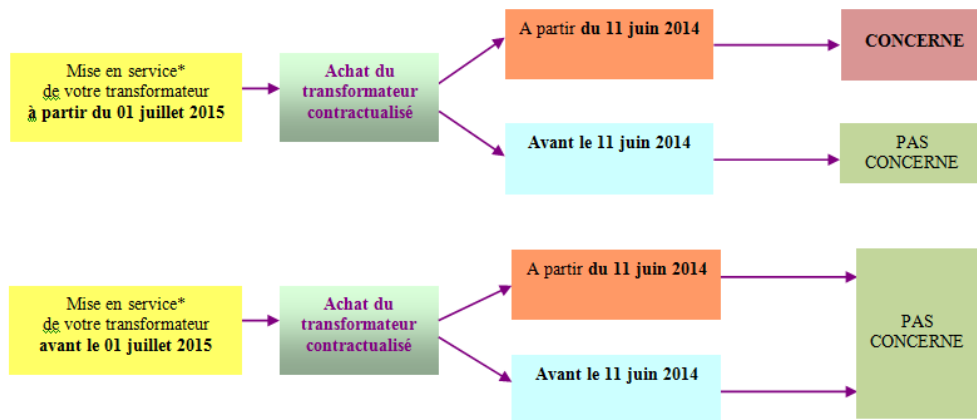 A partir du 11 juin 2014
CONCERNE
Mise en service*
de votre transformateur
à partir du 01 juillet 2015
Achat du
transformateur
contractualisé
Avant le 11 juin 2014
PAS
CONCERNE
A partir du 11 juin 2014
Mise en service*
de votre transformateur
avant le 01 juillet 2015
Achat du
transformateur
contractualisé
PAS
CONCERNE
Avant le 11 juin 2014